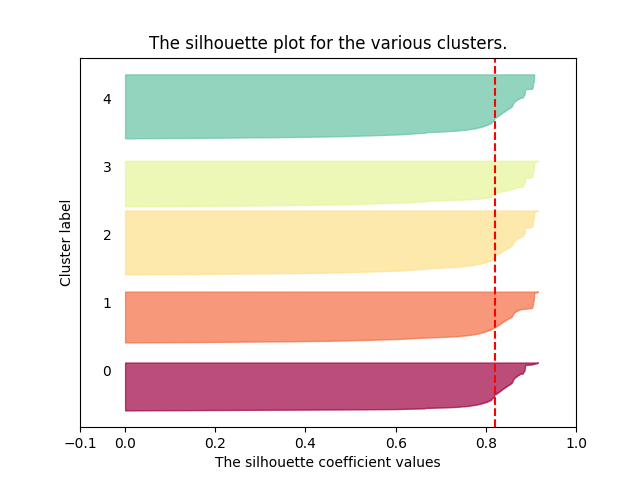 The silhouette plot for the various clusters.
4
3
2
1
0
Cluster label
−0.1 0.0 0.2 0.4 0.6 0.8 1.0
The silhouette coefficient values